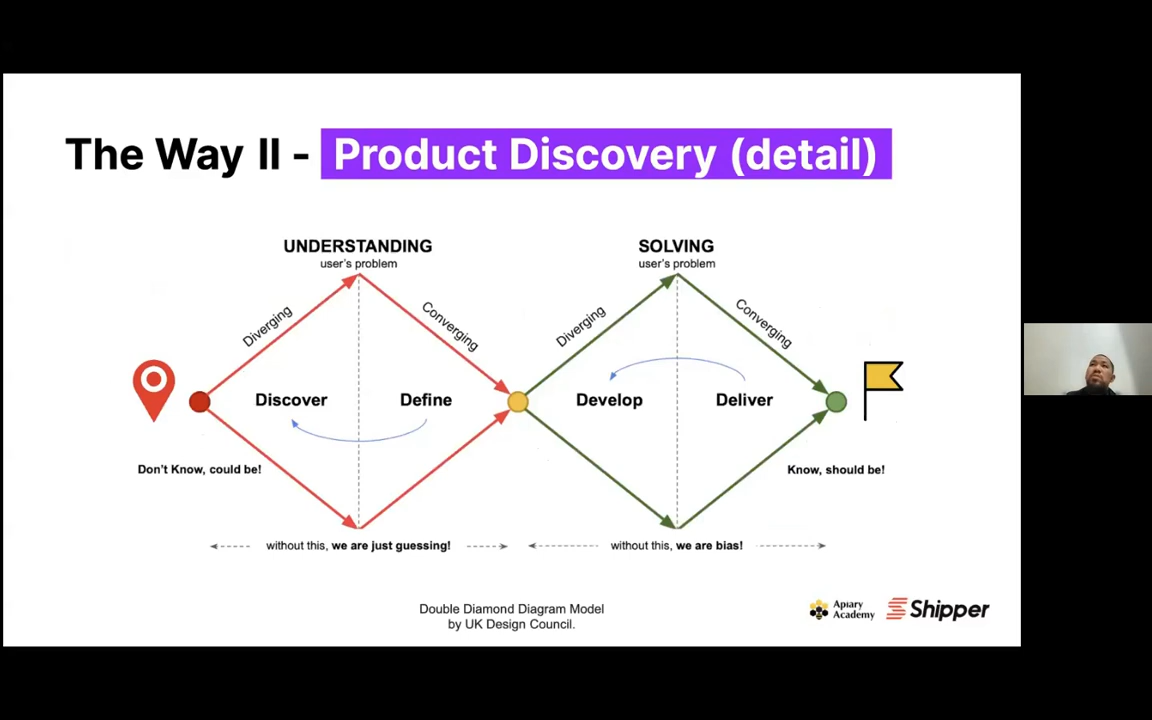 The Way II - Product Discovery (detail)
UNDERSTANDING
user's problem
SOLVING
user's problem
Diverging
Converging
Diverging
Converging
Discover
Define
Develop
Deliver
Don't Know, could be!
Know, should be!
without this, we are just guessing!
without this, we are bias!
Double Diamond Diagram Model
by UK Design Council.
Apiary
Academy
Shipper